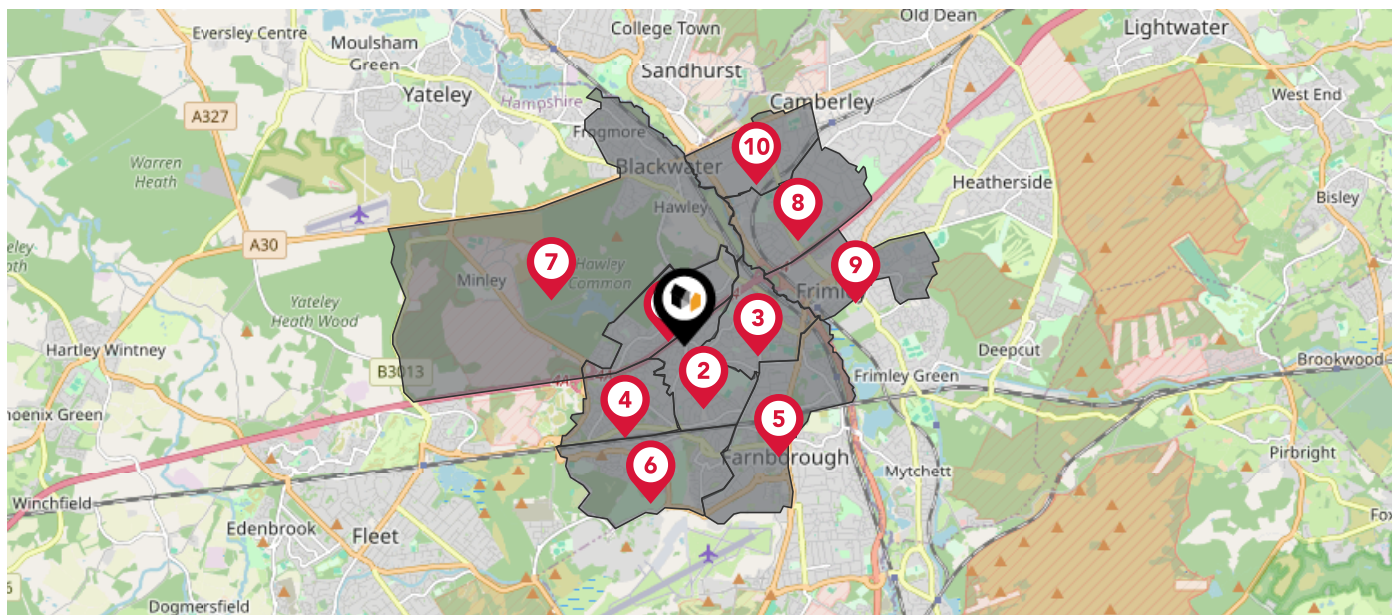 Old Dean
Eversley Centre
College Town
Lightwater
Moulsham
Green
Sandhurst
Yateley
Hampshire
Camberley
West End
A327
Frogmore
10
Warren
Heath
Blackwater
Heatherside
Bisley
8
Hawley
A30
7
9
Minley
Hawley
Common
Frimle
Yateley
Heath Wood
3
Hartley Wintney
Deepcut
B3013
2
Frimley Green
Brookwood
hoenix Green
4
5
Farnborough
6
Mytchett
Pirbright
Winchfield
Edenbrook
Fleet
Dogmersfield